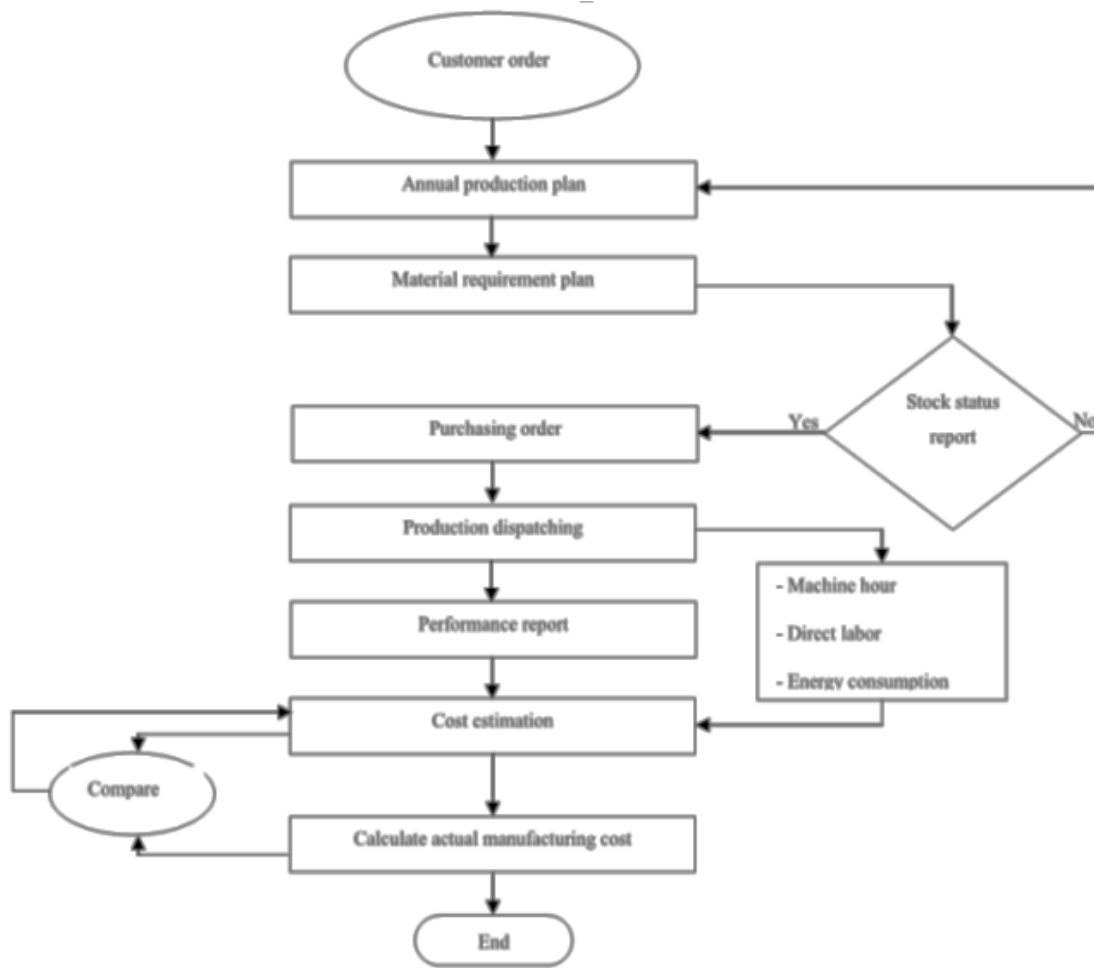 Customer order
Annual production plan
Material requirement plan
Stock status
report
Yes
No
Purchasing order
Production dispatching
- Machine hour
- Direct labor
- Energy consumption
Performance report
Cost estimation
Compare
Calculate actual manufacturing cost
End